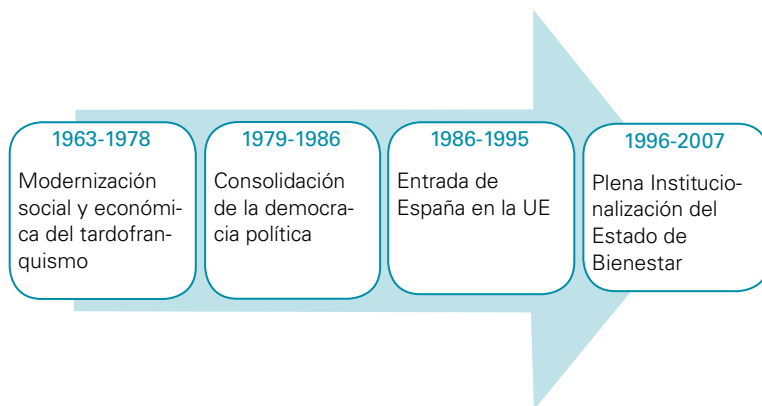 1963-1978
Modernización
social y económi-
ca del tardofran-
quismo
1979-1986
Consolidación
de la democra-
cia política
1986-1995
Entrada de
España en la UE
1996-2007
Plena Institucio-
nalización del
Estado de
Bienestar